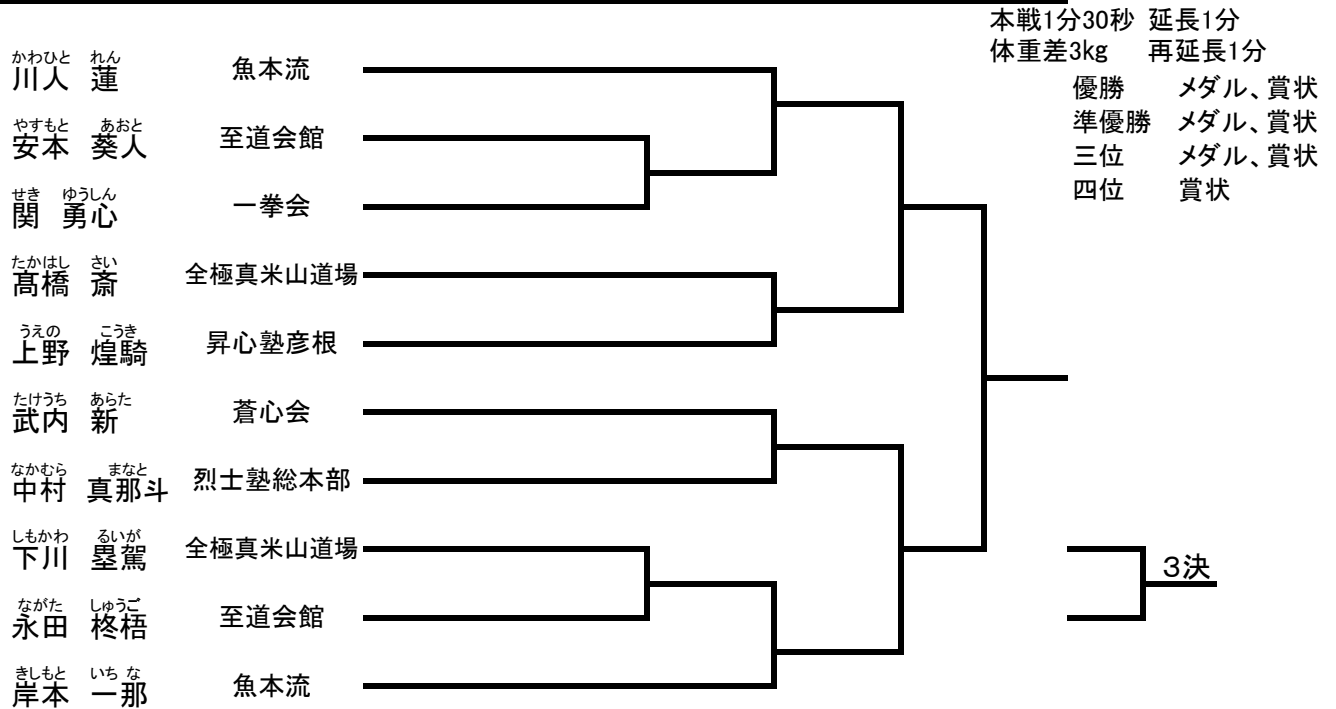 本戦1分30秒 延長1分
体重差3kg 再延長1分
優勝 メダル、賞状
準優勝 メダル、賞状
三位 メダル、賞状
四位 賞状
かわひと れん
川人 蓮 魚本流
やすもと あおと
安本 葵人 至道会館
せき ゆうしん
関 勇心 一拳会
たかはし さい
髙橋 斎 全極真米山道場
うえの こうき
上野 煌騎 昇心塾彦根
たけうち あらた
武内 新 蒼心会
なかむら まなと
中村 真那斗 烈士塾総本部
しもかわ るいが
下川 塁駕 全極真米山道場
ながた しゅうご
永田 柊梧 至道会館
きしもと いち な
岸本 一那 魚本流
3決